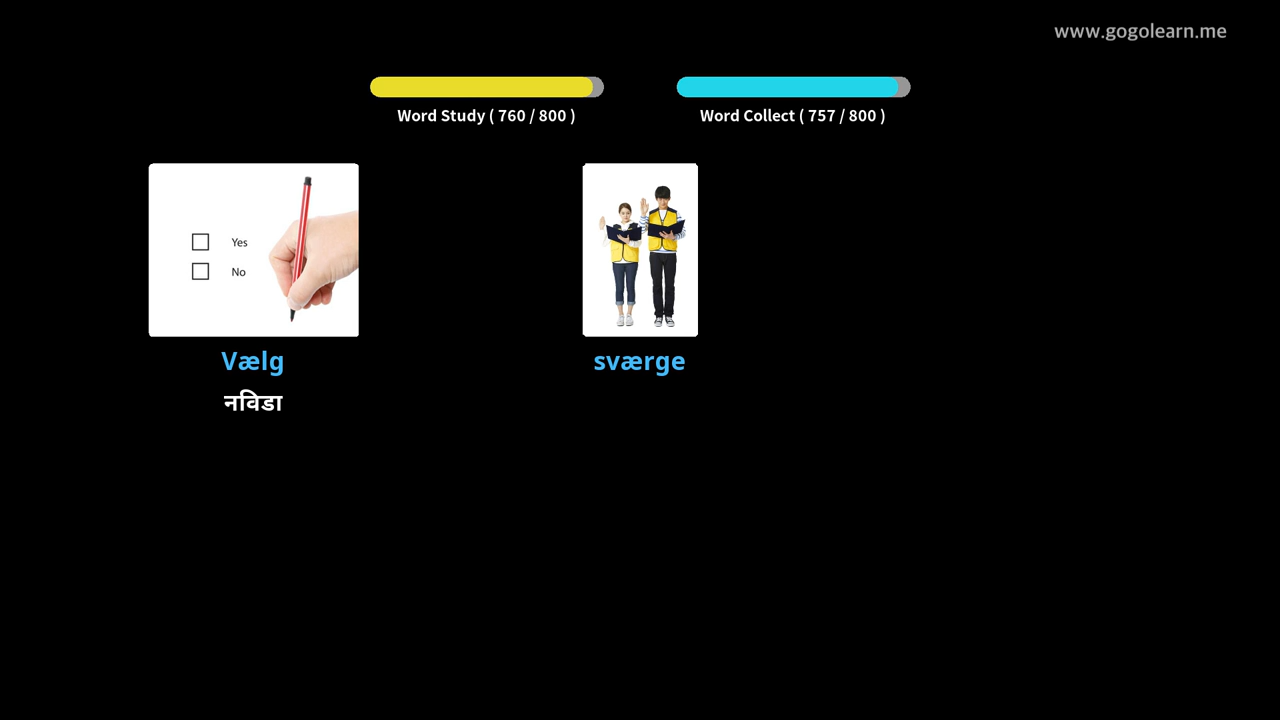 www.gogolearn.me
Word Study ( 760 / 800 )
Word Collect ( 757 / 800 )
Yes
No
Vælg
sværge
नविडा